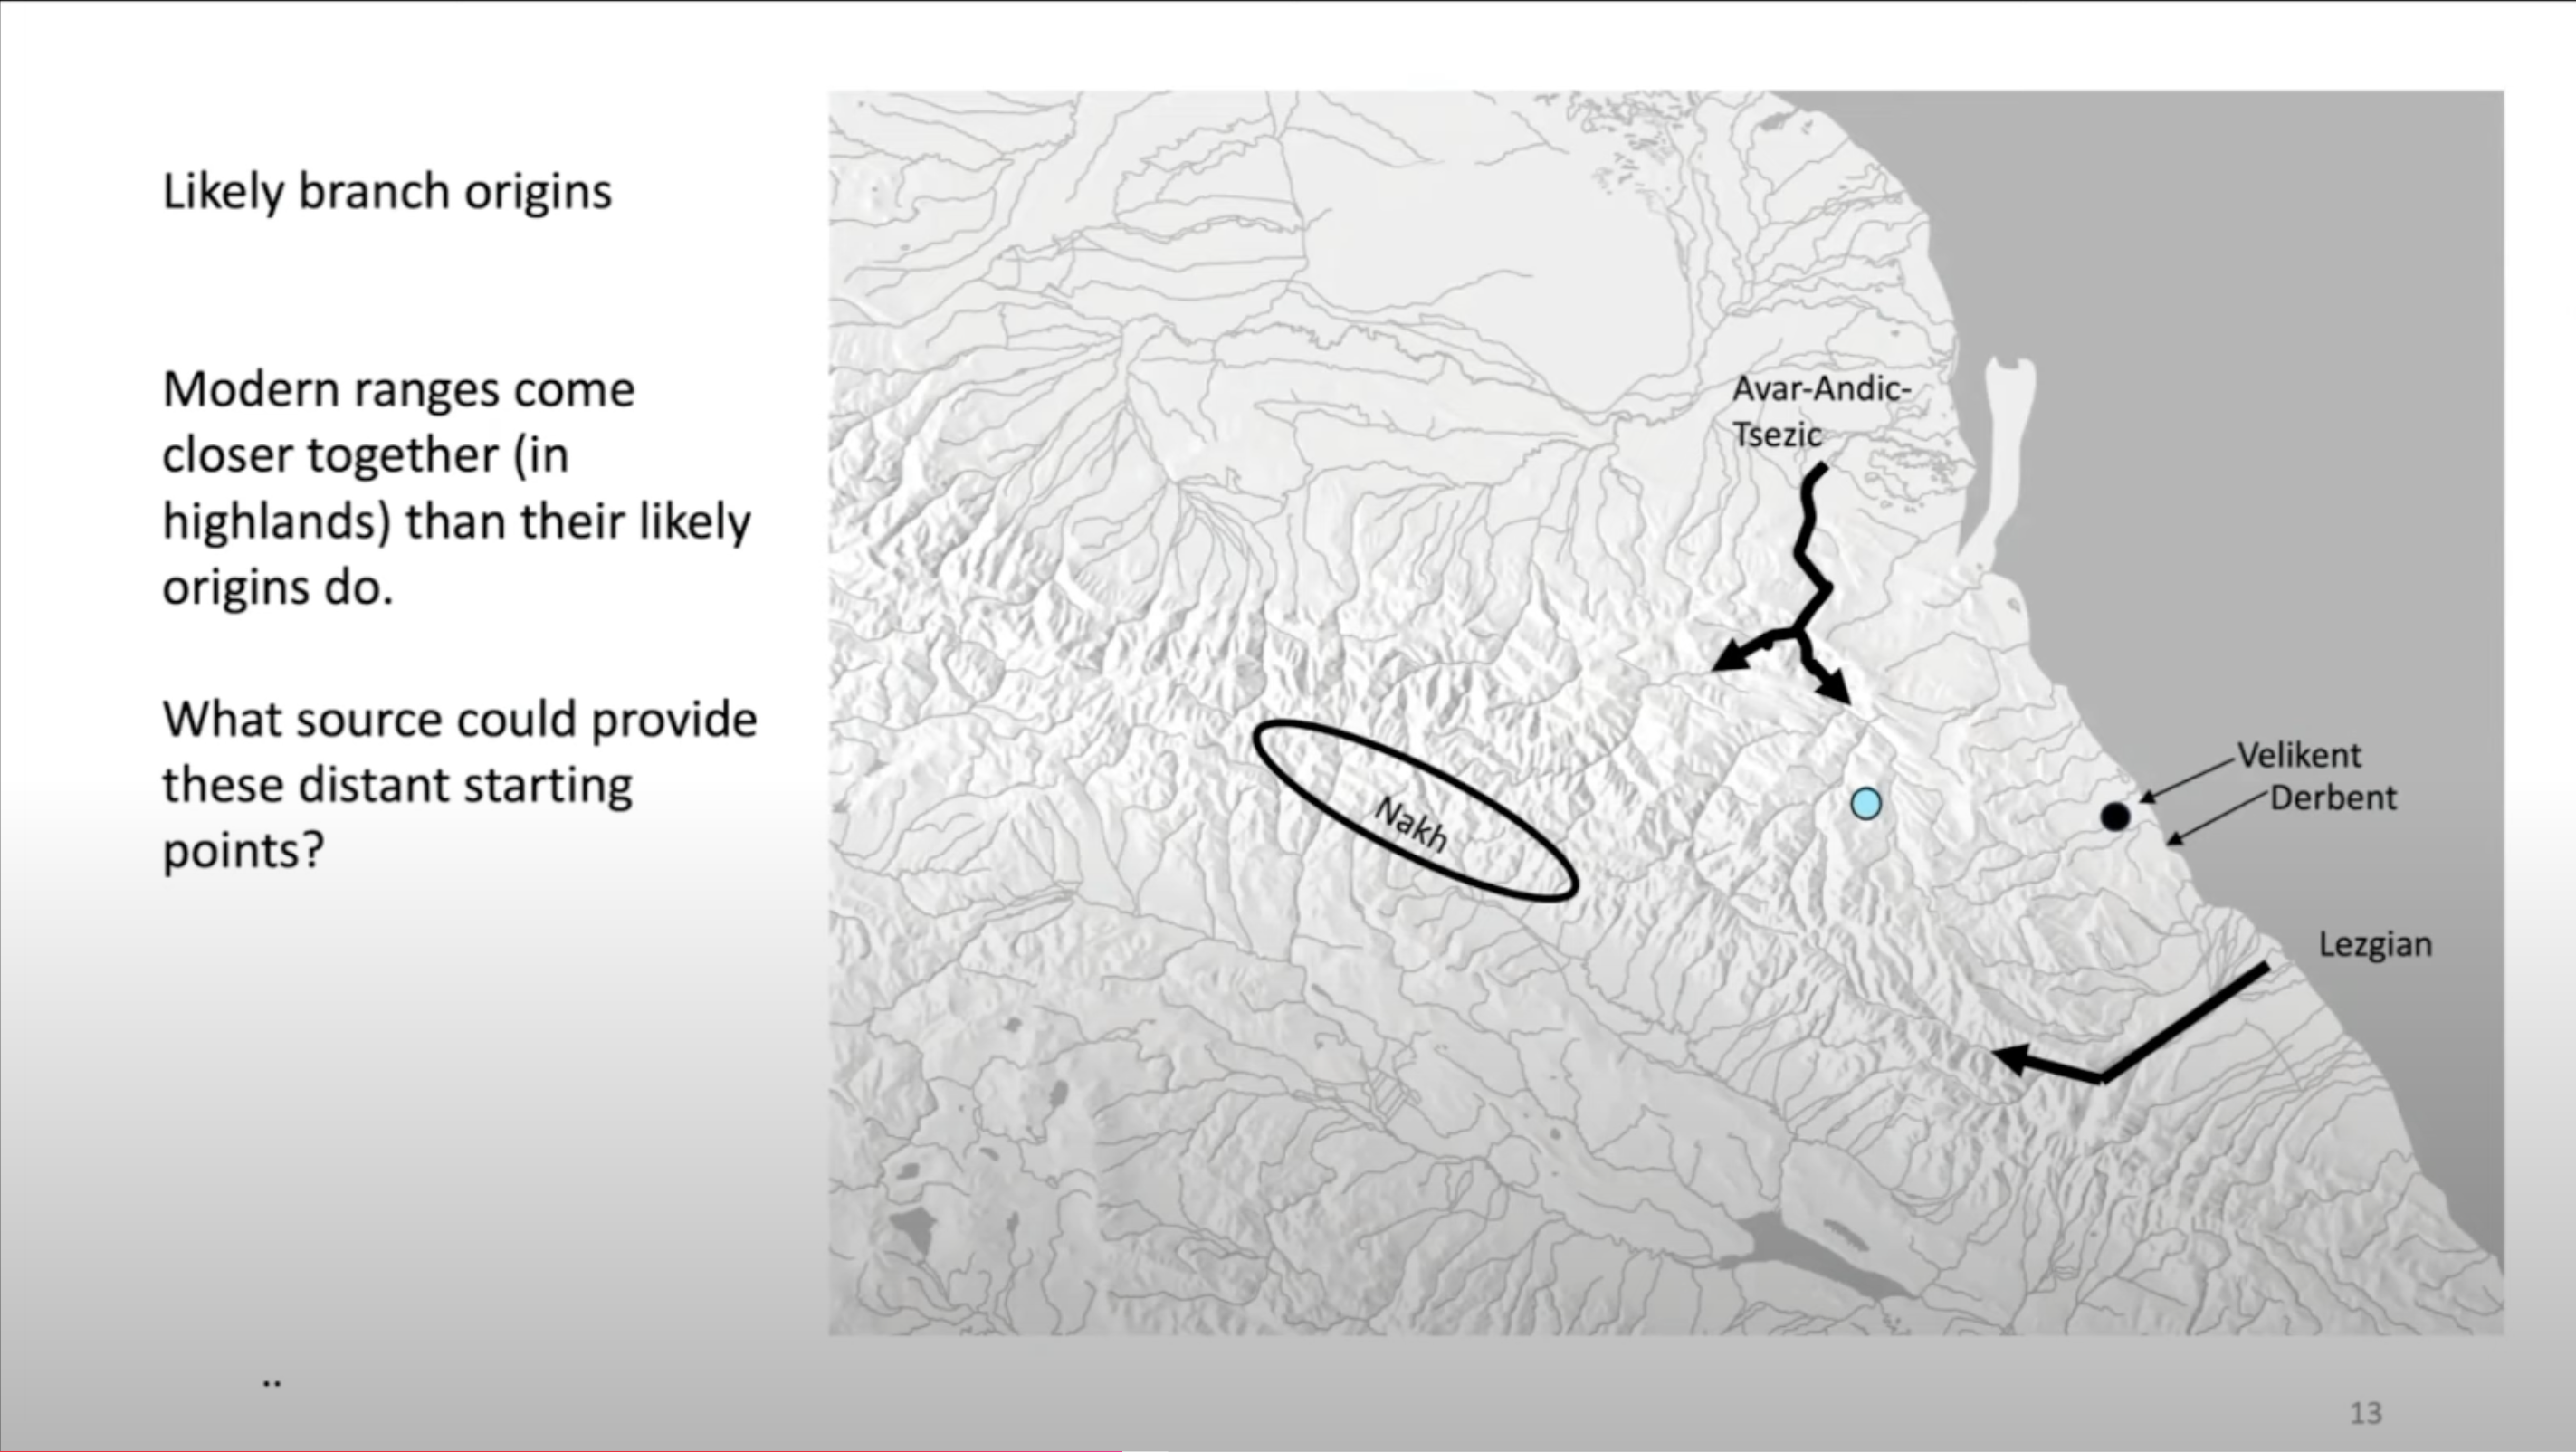 Likely branch origins
Modern ranges come
closer together (in
highlands) than their likely
origins do.
What source could provide
these distant starting
points?
..
Avar-Andic-
Tsezic
Nakh
Velikent
Derbent
Lezgian
13